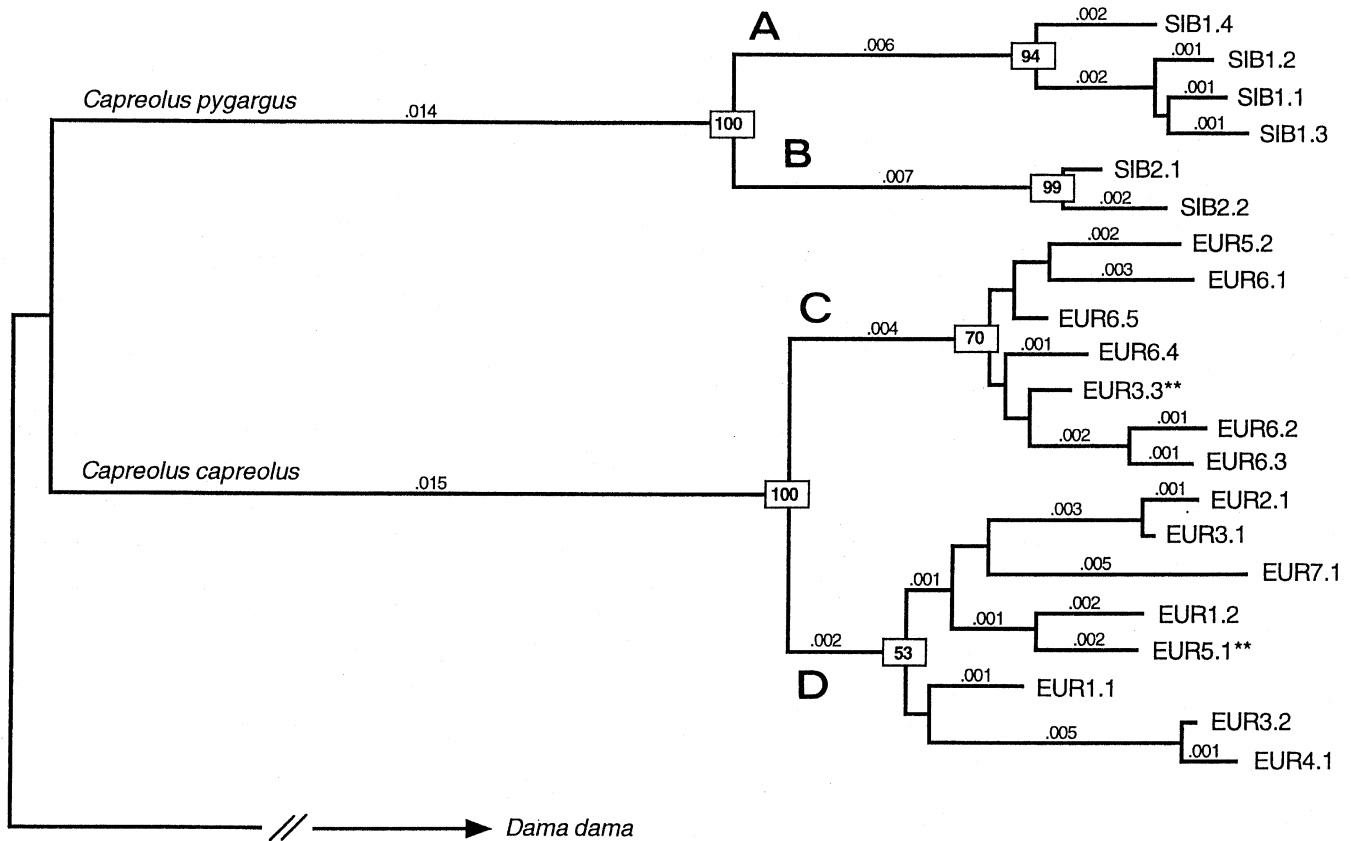 A
.002
SIB1.4
.006
94
.001
SIB1.2
.002
.001
SIB1.1
Capreolus pygargus
.014
100
.001
SIB1.3
B
.007
99
SIB2.1
.002
SIB2.2
.002
EUR5.2
.003
EUR6.1
C
.004
70
EUR6.5
.001
EUR6.4
EUR3.3**
.001
EUR6.2
.002
.001
EUR6.3
Capreolus capreolus
.015
100
.001
EUR2.1
.003
EUR3.1
.005
EUR7.1
.001
.002
EUR1.2
.001
.002
EUR5.1**
.002
53
D
.001
EUR1.1
EUR3.2
.005
.001
EUR4.1
Dama dama